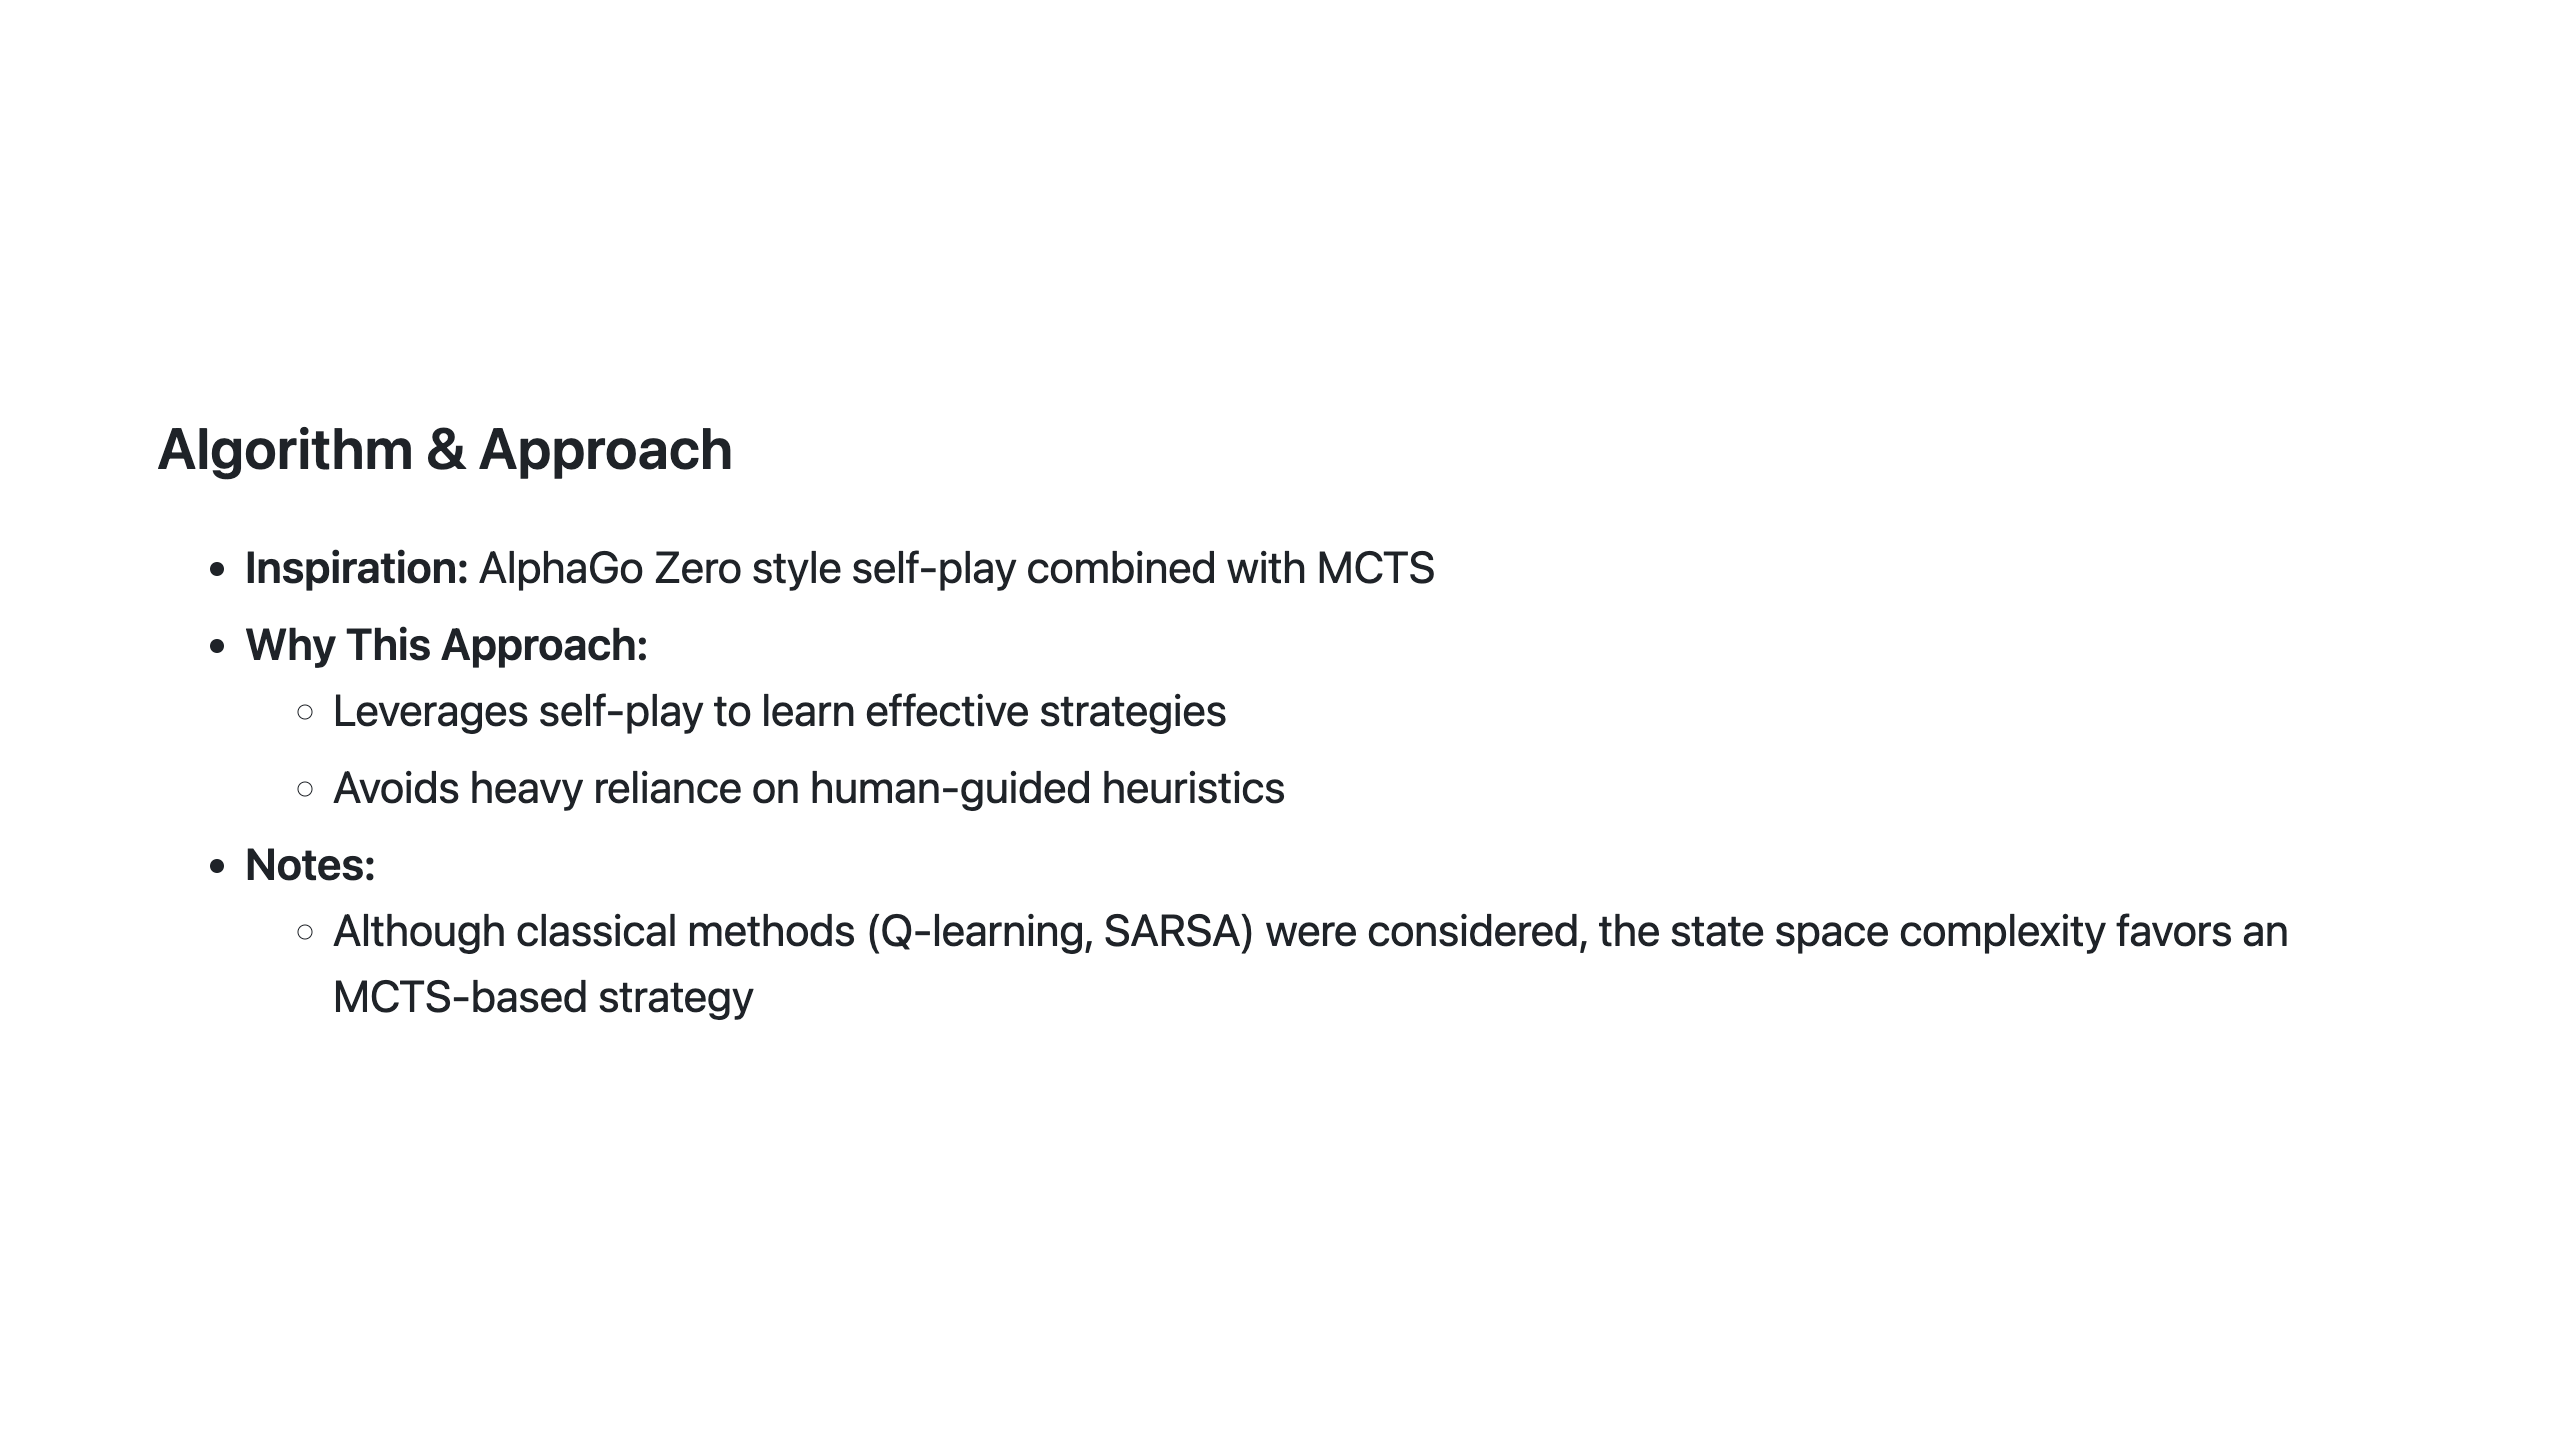 Algorithm & Approach
• Inspiration: AlphaGo Zero style self-play combined with MCTS
• Why This Approach:
○ Leverages self-play to learn effective strategies
○ Avoids heavy reliance on human-guided heuristics
• Notes:
○ Although classical methods (Q-learning, SARSA) were considered, the state space complexity favors an
MCTS-based strategy